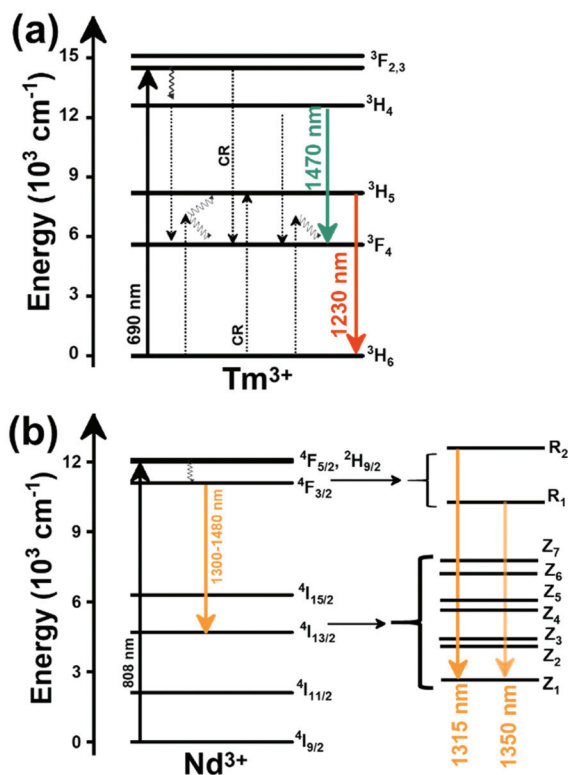 (a)
Energy (10³ cm⁻¹)
15
12
9
6
3
0
³F₂,₃
³H₄
³H₅
³F₄
³H₆
690 nm
CR
CR
1470 nm
1230 nm
Tm³⁺
(b)
Energy (10³ cm⁻¹)
12
9
6
3
0
⁴F₅/₂, ²H₉/₂
⁴F₃/₂
⁴I₁₅/₂
⁴I₁₃/₂
⁴I₁₁/₂
⁴I₉/₂
808 nm
1300-1480 nm
Nd³⁺
R₂
R₁
Z₇
Z₆
Z₅
Z₄
Z₃
Z₂
Z₁
1315 nm
1350 nm